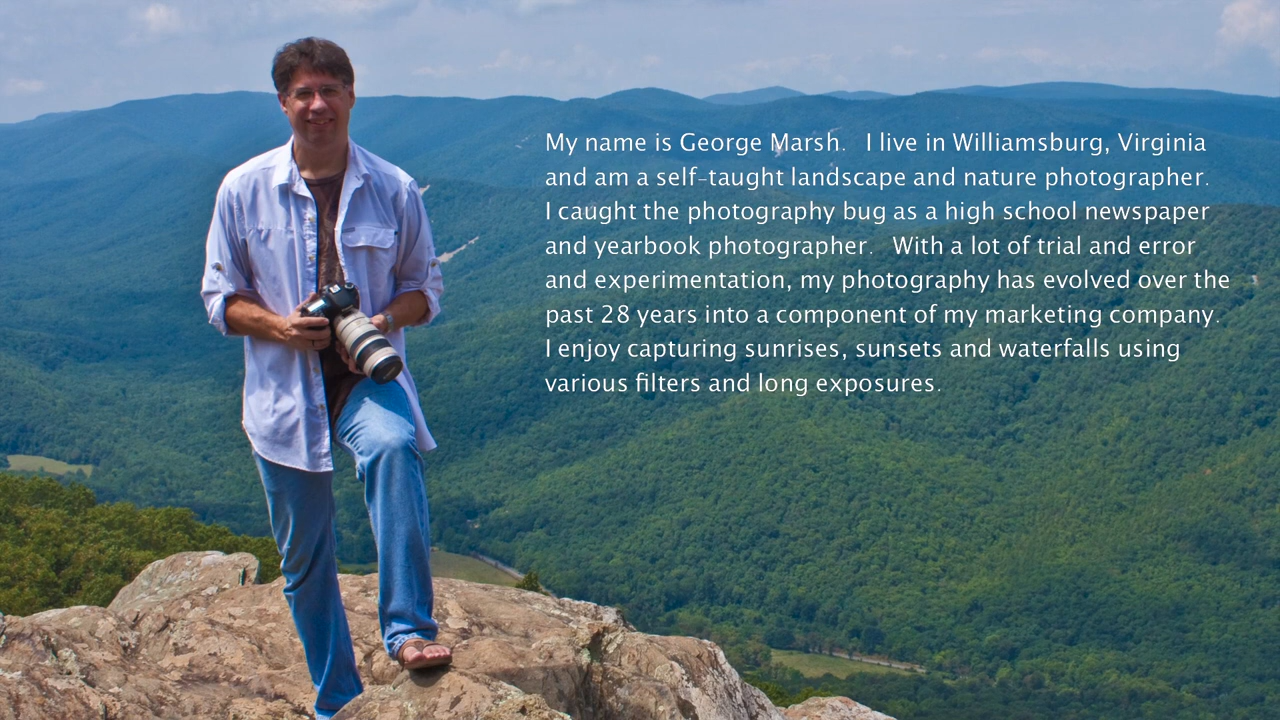 My name is George Marsh.  I live in Williamsburg, Virginia
and am a self-taught landscape and nature photographer.
I caught the photography bug as a high school newspaper
and yearbook photographer.  With a lot of trial and error
and experimentation, my photography has evolved over the
past 28 years into a component of my marketing company.
I enjoy capturing sunrises, sunsets and waterfalls using
various filters and long exposures.